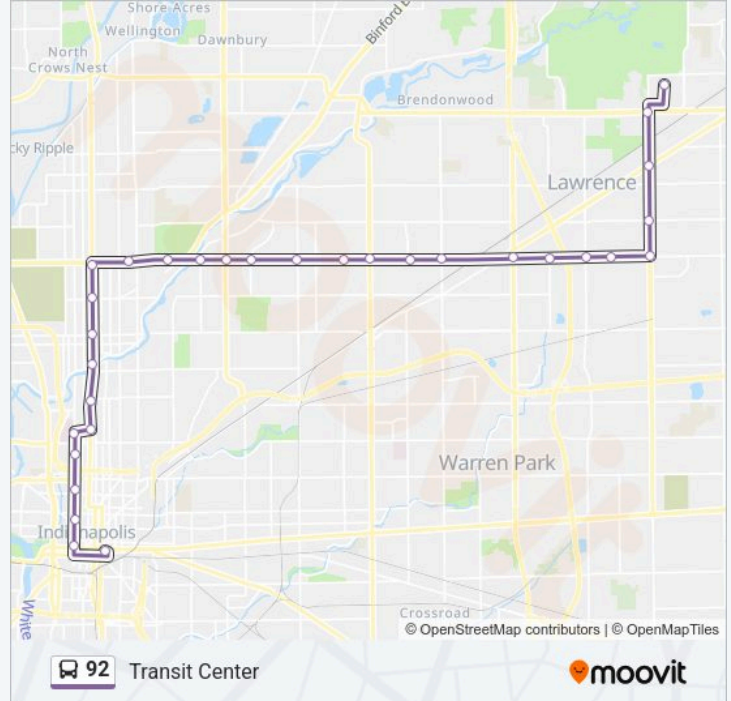 Shore Acres
Wellington
Dawnbury
Binford
North
Crows Nest
Brendonwood
cky Ripple
Lawrence
Warren Park
Indianapolis
White
Crossroad
© OpenStreetMap contributors | © OpenMapTiles
92 Transit Center
moovit